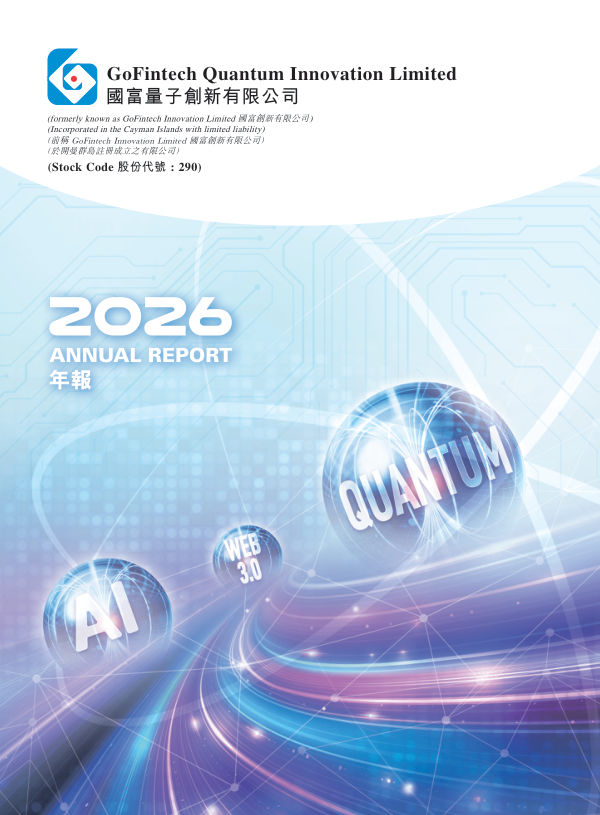 GoFintech Quantum Innovation Limited
國富量子創新有限公司
(formerly known as GoFintech Innovation Limited 國富創新有限公司)
(Incorporated in the Cayman Islands with limited liability)
(前稱 GoFintech Innovation Limited 國富創新有限公司)
(於開曼群島註冊成立之有限公司)
(Stock Code 股份代號 : 290)
2026
ANNUAL REPORT
年報
QUANTUM
WEB
3.0
AI